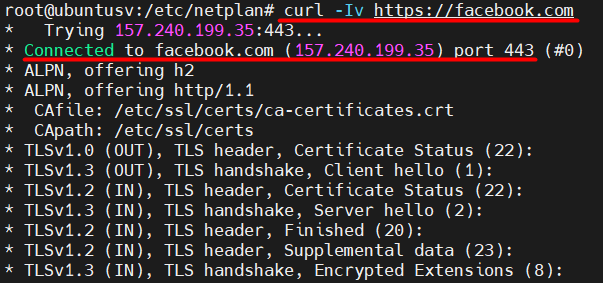 root@ubuntusv:/etc/netplan# curl -Iv https://facebook.com
*   Trying 157.240.199.35:443...
* Connected to facebook.com (157.240.199.35) port 443 (#0)
* ALPN, offering h2
* ALPN, offering http/1.1
*  CAfile: /etc/ssl/certs/ca-certificates.crt
*  CApath: /etc/ssl/certs
* TLSv1.0 (OUT), TLS header, Certificate Status (22):
* TLSv1.3 (OUT), TLS handshake, Client hello (1):
* TLSv1.2 (IN), TLS header, Certificate Status (22):
* TLSv1.3 (IN), TLS handshake, Server hello (2):
* TLSv1.2 (IN), TLS header, Finished (20):
* TLSv1.2 (IN), TLS header, Supplemental data (23):
* TLSv1.3 (IN), TLS handshake, Encrypted Extensions (8):